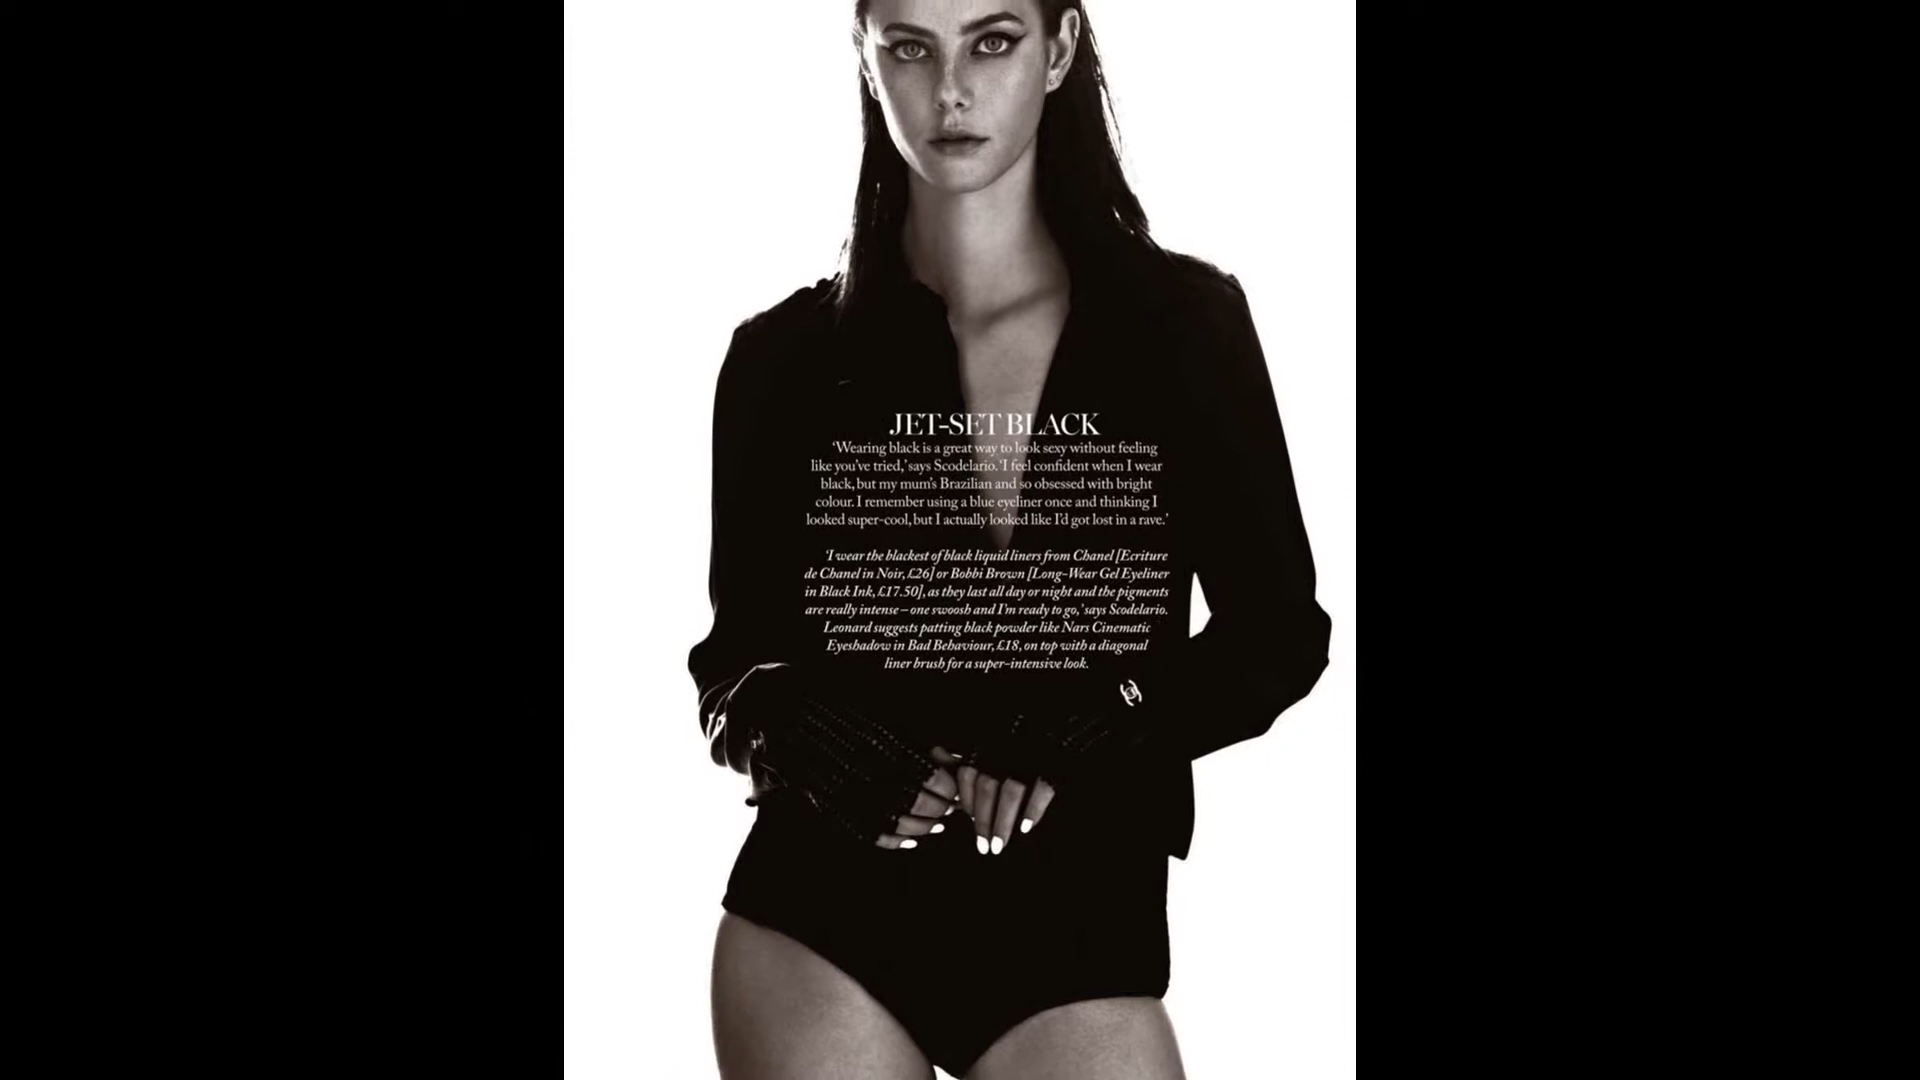 JET-SET BLACK
‘Wearing black is a great way to look sexy without feeling
like you’ve tried,’ says Scodelario. ‘I feel confident when I wear
black, but my mum’s Brazilian and so obsessed with bright
colour. I remember using a blue eyeliner once and thinking I
looked super-cool, but I actually looked like I’d got lost in a rave.’
‘I wear the blackest of black liquid liners from Chanel [Ecriture
de Chanel in Noir, £26] or Bobbi Brown [Long-Wear Gel Eyeliner
in Black Ink, £17.50], as they last all day or night and the pigments
are really intense – one swoosh and I’m ready to go,’ says Scodelario.
Leonard suggests patting black powder like Nars Cinematic
Eyeshadow in Bad Behaviour, £18, on top with a diagonal
liner brush for a super-intensive look.